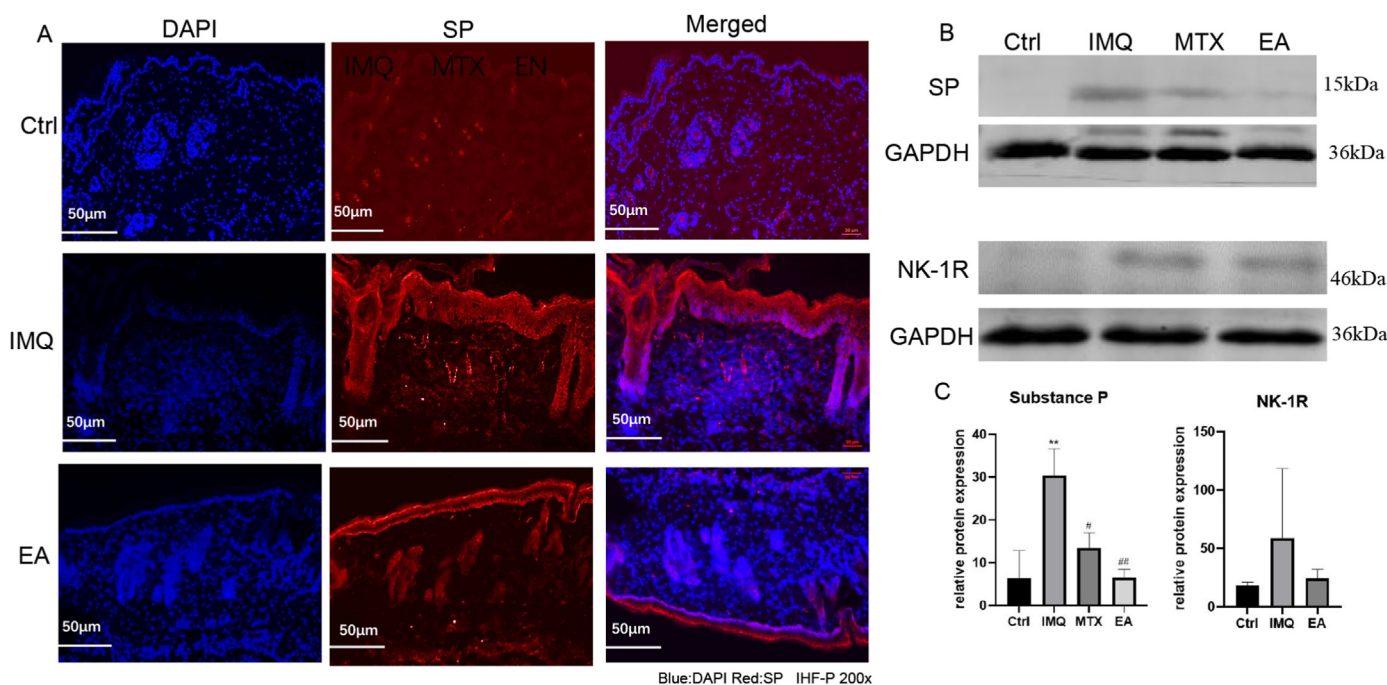 A
DAPI SP Merged
IMQ MTX EN
Ctrl
50μm 50μm 50μm
IMQ
50μm 50μm 50μm
EA
50μm 50μm 50μm
Blue:DAPI Red:SP IHF-P 200x
B
Ctrl IMQ MTX EA
SP 15kDa
GAPDH 36kDa
NK-1R 46kDa
GAPDH 36kDa
C
Substance P
relative protein expression
40
30
20
10
0
**
#
##
Ctrl IMQ MTX EA
NK-1R
relative protein expression
150
100
50
0
Ctrl IMQ EA